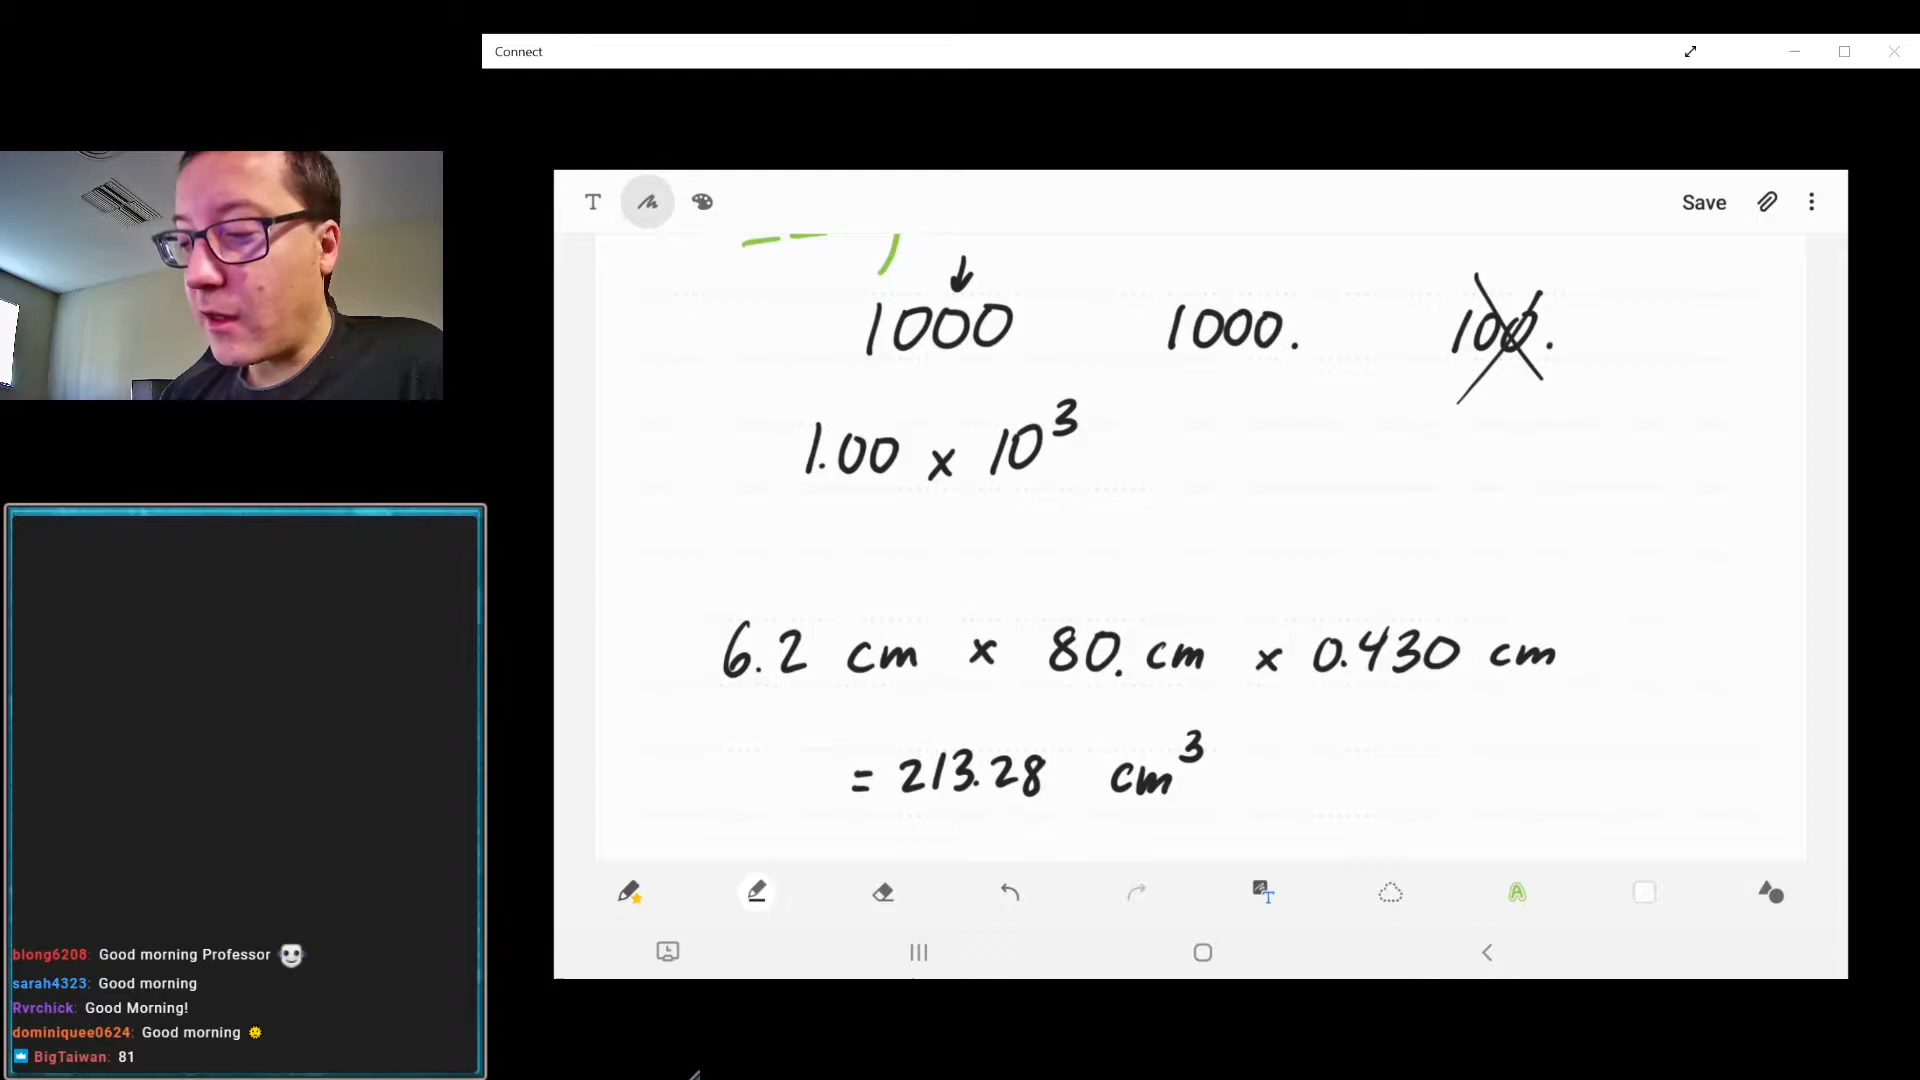 Connect
T
Save
1000 1000. 100.
1.00 x 10³
6.2 cm x 80. cm x 0.430 cm
= 213.28 cm³
T
A
blong6208: Good morning Professor
sarah4323: Good morning
Rvrchick: Good Morning!
dominiquee0624: Good morning
BigTaiwan: 81